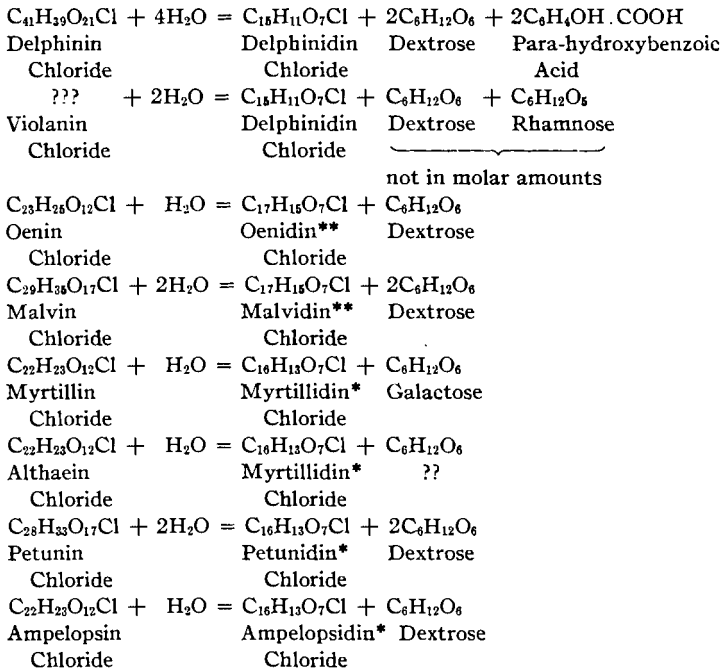 C₄₁H₃₉O₂₁Cl + 4H₂O = C₁₅H₁₁O₇Cl + 2C₆H₁₂O₆ + 2C₆H₄OH.COOH
Delphinin Delphinidin Dextrose Para-hydroxybenzoic
Chloride Chloride Acid
??? + 2H₂O = C₁₅H₁₁O₇Cl + C₆H₁₂O₆ + C₆H₁₂O₅
Violanin Delphinidin Dextrose Rhamnose
Chloride Chloride
not in molar amounts
C₂₃H₂₅O₁₂Cl + H₂O = C₁₇H₁₅O₇Cl + C₆H₁₂O₆
Oenin Oenidin** Dextrose
Chloride Chloride
C₂₉H₃₅O₁₇Cl + 2H₂O = C₁₇H₁₅O₇Cl + 2C₆H₁₂O₆
Malvin Malvidin** Dextrose
Chloride Chloride
C₂₂H₂₃O₁₂Cl + H₂O = C₁₆H₁₃O₇Cl + C₆H₁₂O₆
Myrtillin Myrtillidin* Galactose
Chloride Chloride
C₂₂H₂₃O₁₂Cl + H₂O = C₁₆H₁₃O₇Cl + C₆H₁₂O₆
Althaein Myrtillidin* ??
Chloride Chloride
C₂₈H₃₃O₁₇Cl + 2H₂O = C₁₆H₁₃O₇Cl + 2C₆H₁₂O₆
Petunin Petunidin* Dextrose
Chloride Chloride
C₂₂H₂₃O₁₂Cl + H₂O = C₁₆H₁₃O₇Cl + C₆H₁₂O₆
Ampelopsin Ampelopsidin* Dextrose
Chloride Chloride